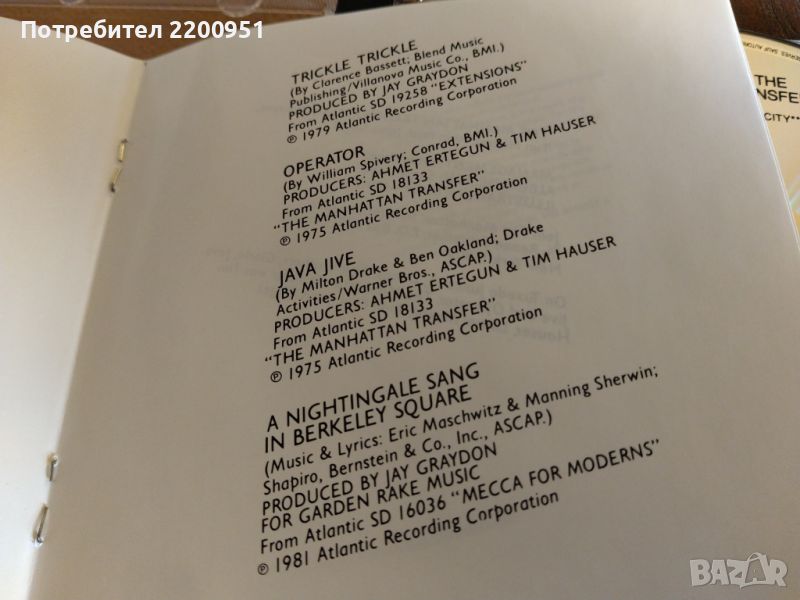 Потребител 2200951
TRICKLE TRICKLE
(By Clarence Bassett; Blend Music
Publishing/Villanova Music Co., BMI.)
PRODUCED BY JAY GRAYDON
From Atlantic SD 19258 "EXTENSIONS"
℗ 1979 Atlantic Recording Corporation
OPERATOR
(By William Spivery; Conrad, BMI.)
PRODUCERS: AHMET ERTEGUN & TIM HAUSER
From Atlantic SD 18133
"THE MANHATTAN TRANSFER"
℗ 1975 Atlantic Recording Corporation
JAVA JIVE
(By Milton Drake & Ben Oakland; Drake
Activities/Warner Bros., ASCAP.)
PRODUCERS: AHMET ERTEGUN & TIM HAUSER
From Atlantic SD 18133
"THE MANHATTAN TRANSFER"
℗ 1975 Atlantic Recording Corporation
A NIGHTINGALE SANG
IN BERKELEY SQUARE
(Music & Lyrics: Eric Maschwitz & Manning Sherwin;
Shapiro, Bernstein & Co., Inc., ASCAP.)
PRODUCED BY JAY GRAYDON
FOR GARDEN RAKE MUSIC
From Atlantic SD 16036 "MECCA FOR MODERNS"
℗ 1981 Atlantic Recording Corporation
THE
NSFER
CITY**
BAZAR